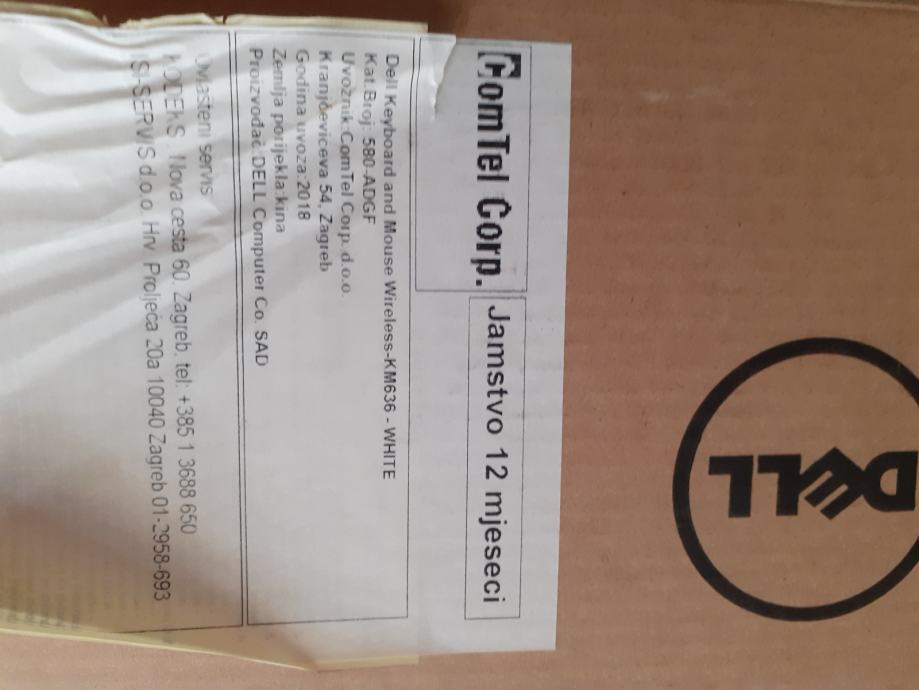 ComTel Corp.
Jamstvo 12 mjeseci
Dell Keyboard and Mouse Wireless-KM636 - WHITE
Kat.Broj: 580-ADGF
Uvoznik:ComTel Corp. d.o.o.
Kranjčevićeva 54, Zagreb
Godina uvoza:2018
Zemlja porijekla:kina
Proizvođač:DELL Computer Co. SAD
servis
KODEKS . Nova cesta 60. Zagreb. tel: +385 1 3688 650
SI-SERVIS d.o.o. Hrv. Proljeća 20a 10040 Zagreb 01-2958-693
DELL